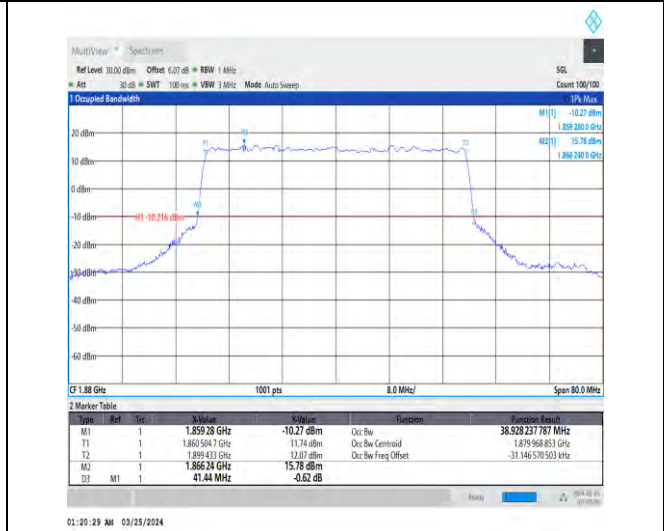 MultiView Spectrum
Ref Level 30.00 dBm Offset 6.07 dB RBW 1 MHz SGL
Att 30 dB SWT 100 ms VBW 3 MHz Mode Auto Sweep Count 100/100
1 Occupied Bandwidth 1Pk Max
M1[1] -10.27 dBm
1.859 280 0 GHz
M2[1] 15.78 dBm
1.866 240 0 GHz
20 dBm
T1 M2 T2
10 dBm
0 dBm
-10 dBm H1 -10.216 dBm D3
-20 dBm
-30 dBm
-40 dBm
-50 dBm
-60 dBm
CF 1.88 GHz 1001 pts 8.0 MHz/ Span 80.0 MHz
2 Marker Table
Type Ref Trc X-Value Y-Value Function Function Result
M1 1 1.859 28 GHz -10.27 dBm Occ Bw 38.928 237 787 MHz
T1 1 1.860 504 7 GHz 11.74 dBm Occ Bw Centroid 1.879 968 853 GHz
T2 1 1.899 433 GHz 12.07 dBm Occ Bw Freq Offset -31.146 570 503 kHz
M2 1 1.866 24 GHz 15.78 dBm
D3 M1 1 41.44 MHz -0.62 dB
Ready
01:20:29 AM 03/25/2024